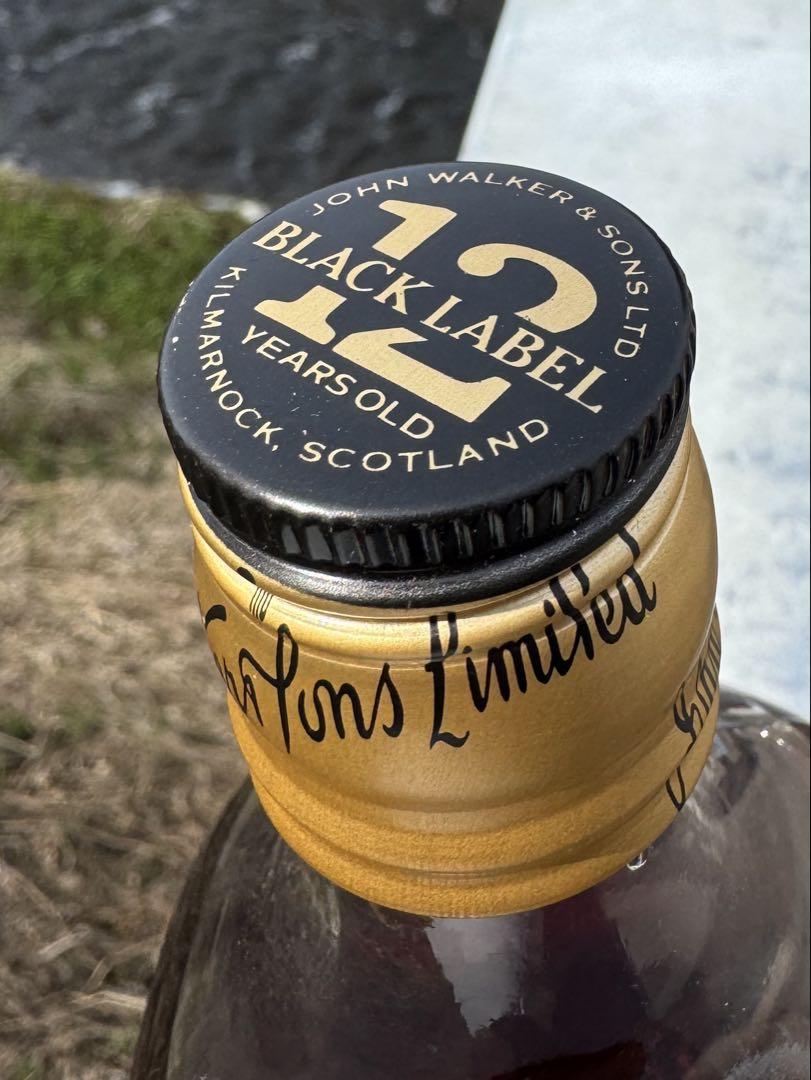 JOHN WALKER & SONS LTD
12
BLACK LABEL
YEARS OLD
KILMARNOCK, SCOTLAND
Sons Limited